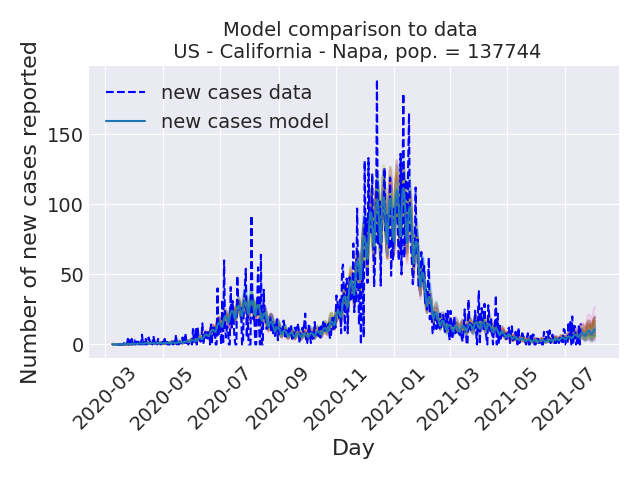 Model comparison to data
US - California - Napa, pop. = 137744
new cases data
new cases model
Number of new cases reported
150
100
50
0
2020-03
2020-05
2020-07
2020-09
2020-11
2021-01
2021-03
2021-05
2021-07
Day